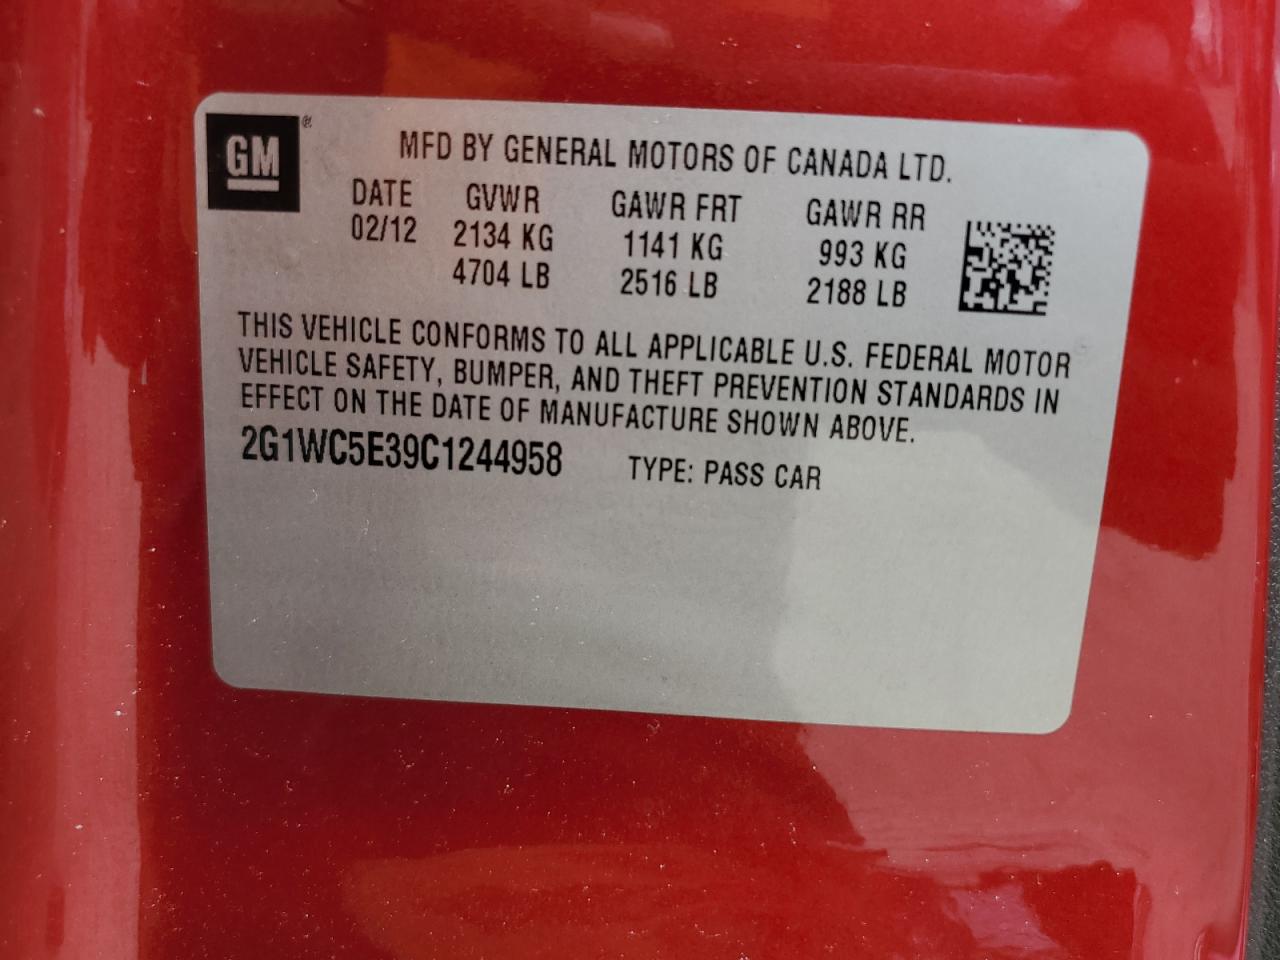 GM ®
MFD BY GENERAL MOTORS OF CANADA LTD.
DATE GVWR GAWR FRT GAWR RR
02/12 2134 KG 1141 KG 993 KG
4704 LB 2516 LB 2188 LB
THIS VEHICLE CONFORMS TO ALL APPLICABLE U.S. FEDERAL MOTOR
VEHICLE SAFETY, BUMPER, AND THEFT PREVENTION STANDARDS IN
EFFECT ON THE DATE OF MANUFACTURE SHOWN ABOVE.
2G1WC5E39C1244958 TYPE: PASS CAR